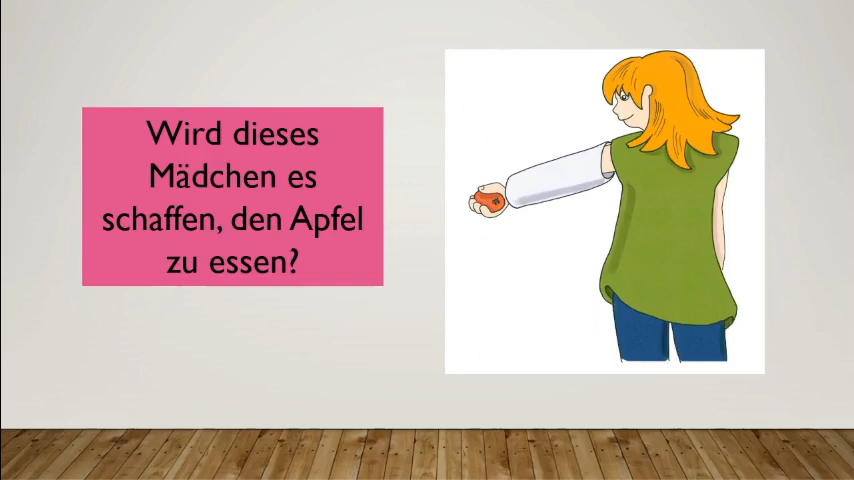 Wird dieses
Mädchen es
schaffen, den Apfel
zu essen?